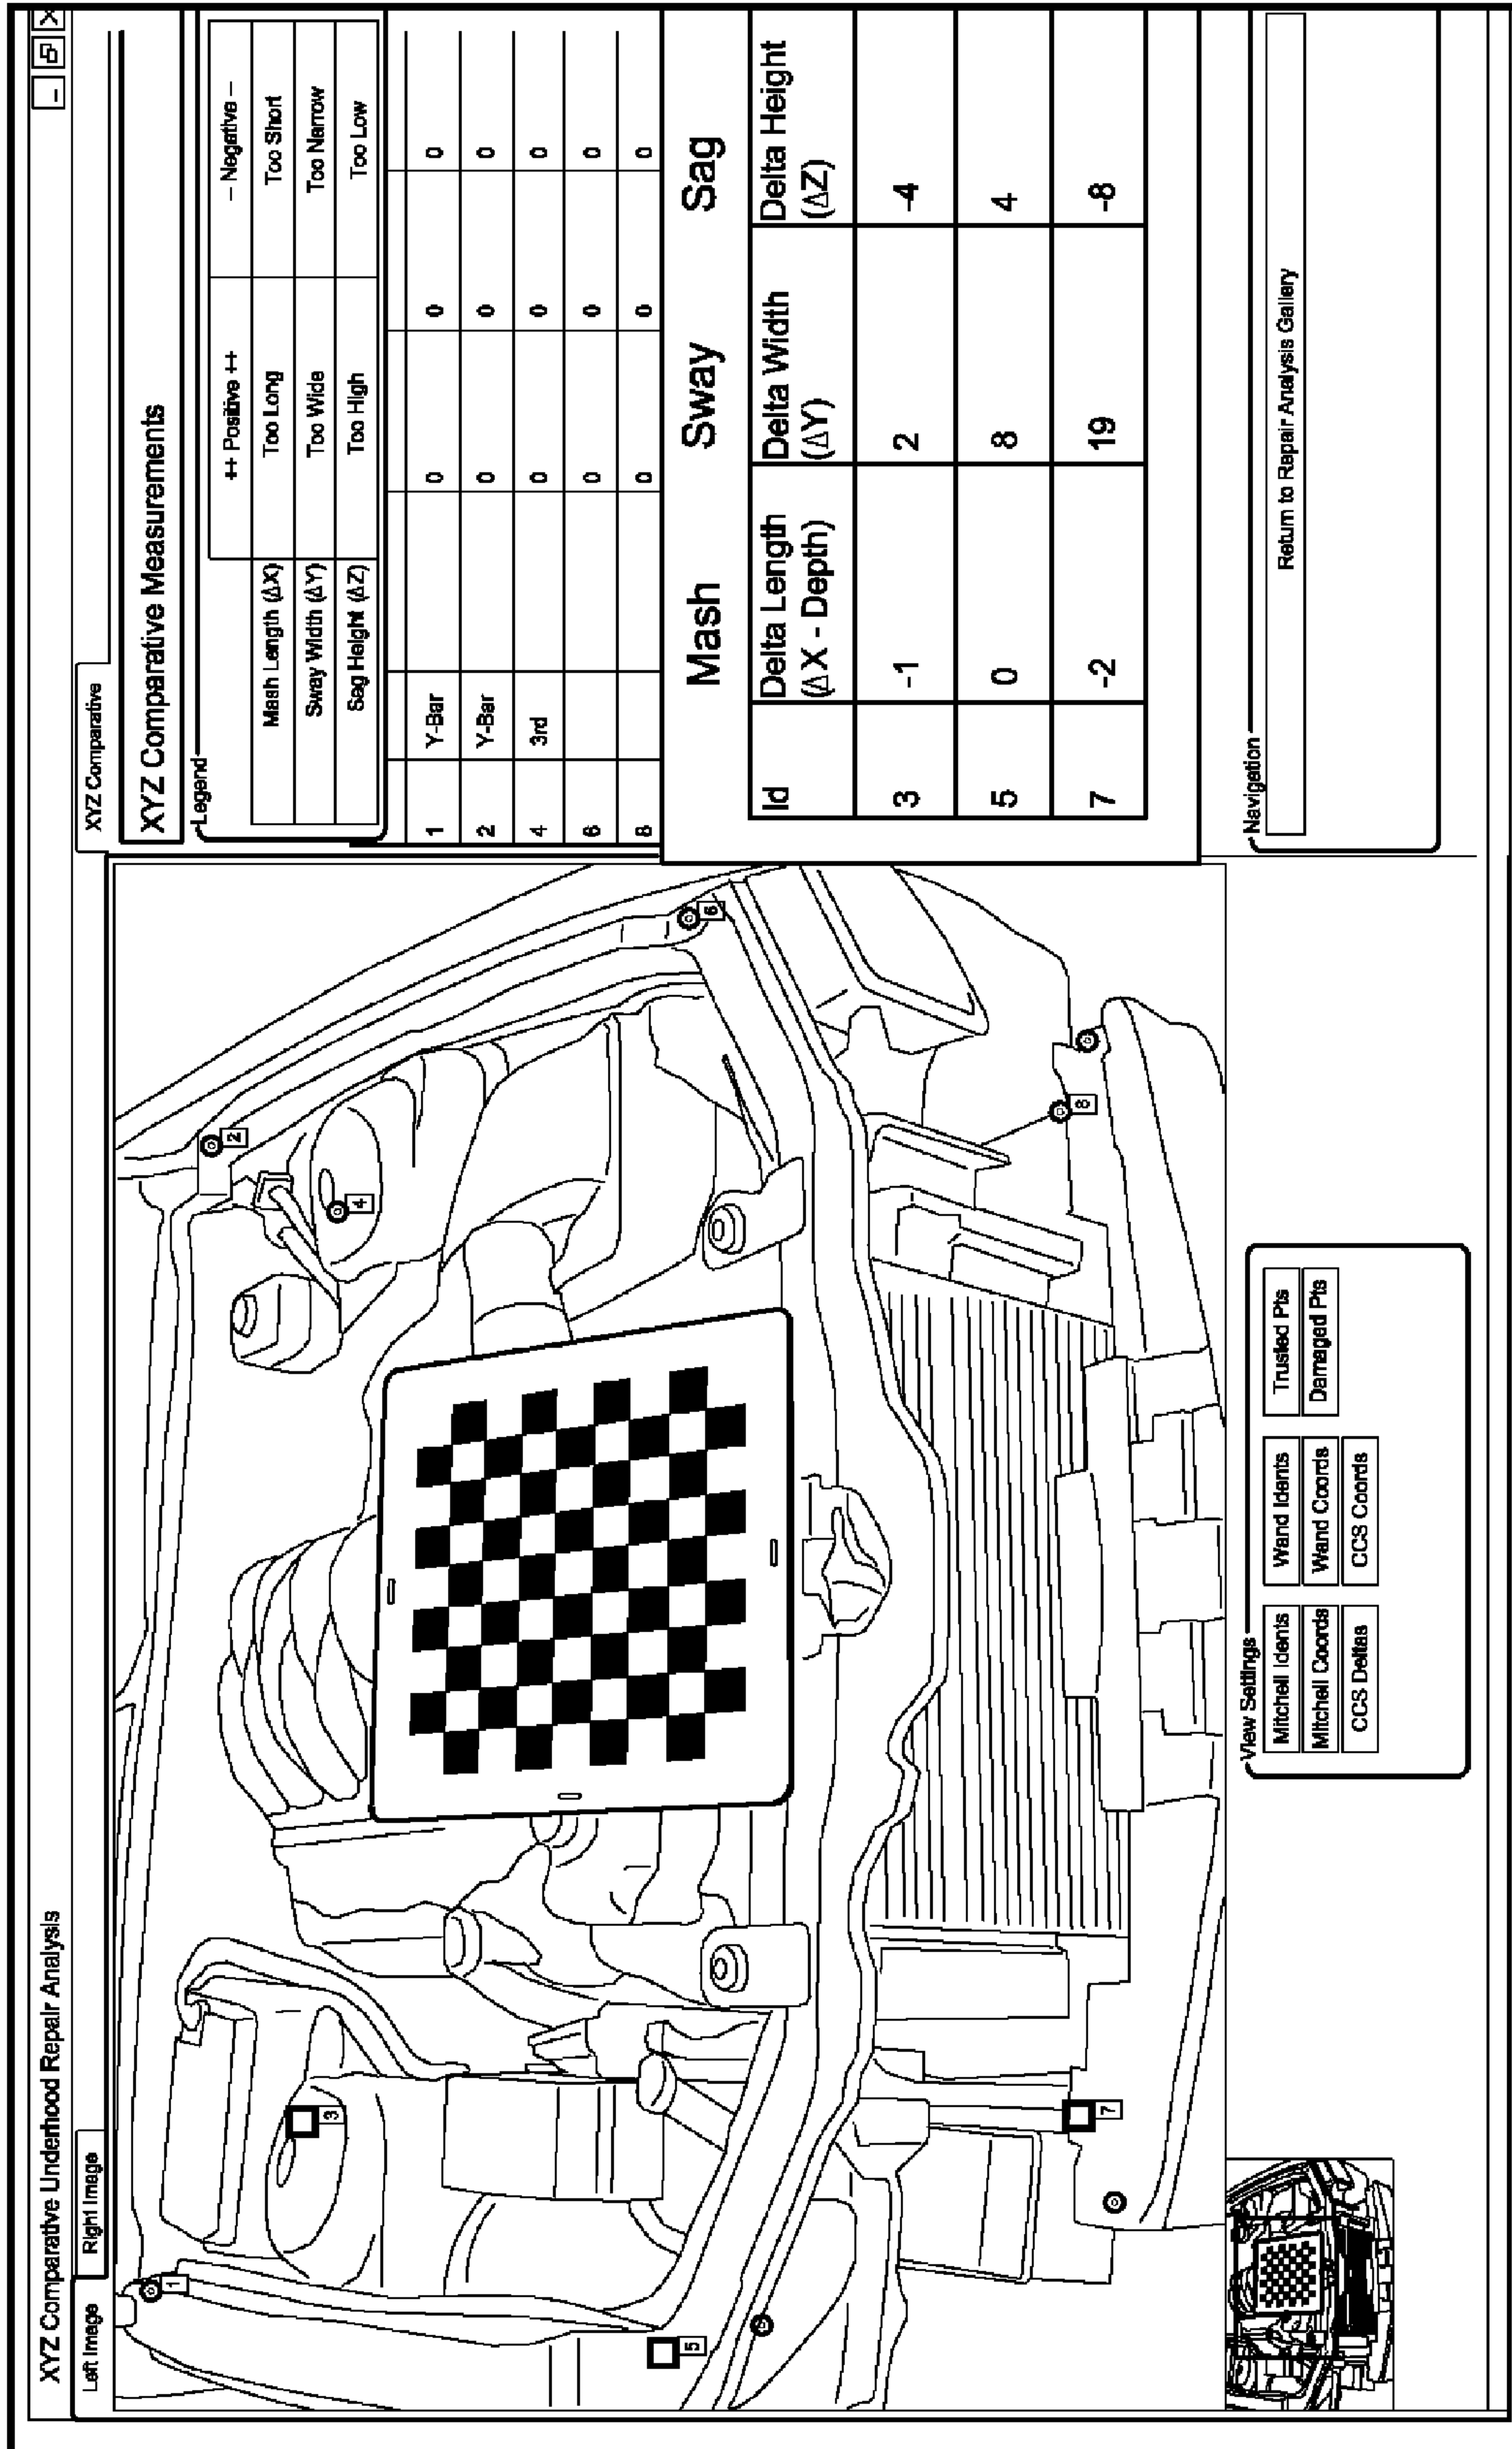 XYZ Comparative Underhood Repair Analysis
Left Image Right Image
XYZ Comparative
1
2
3
4
5
6
7
8
XYZ Comparative Measurements
Legend
++ Positive ++ -- Negative --
Mash Length (ΔX) Too Long Too Short
Sway Width (ΔY) Too Wide Too Narrow
Sag Height (ΔZ) Too High Too Low
1 Y-Bar 0 0 0
2 Y-Bar 0 0 0
4 3rd 0 0 0
6 0 0 0
8 0 0 0
Mash Sway Sag
Id Delta Length (ΔX - Depth) Delta Width (ΔY) Delta Height (ΔZ)
3 -1 2 -4
5 0 8 4
7 -2 19 -8
View Settings
Mitchell Idents Wand Idents Trusted Pts
Mitchell Coords Wand Coords Damaged Pts
CCS Deltas CCS Coords
Navigation
Return to Repair Analysis Gallery